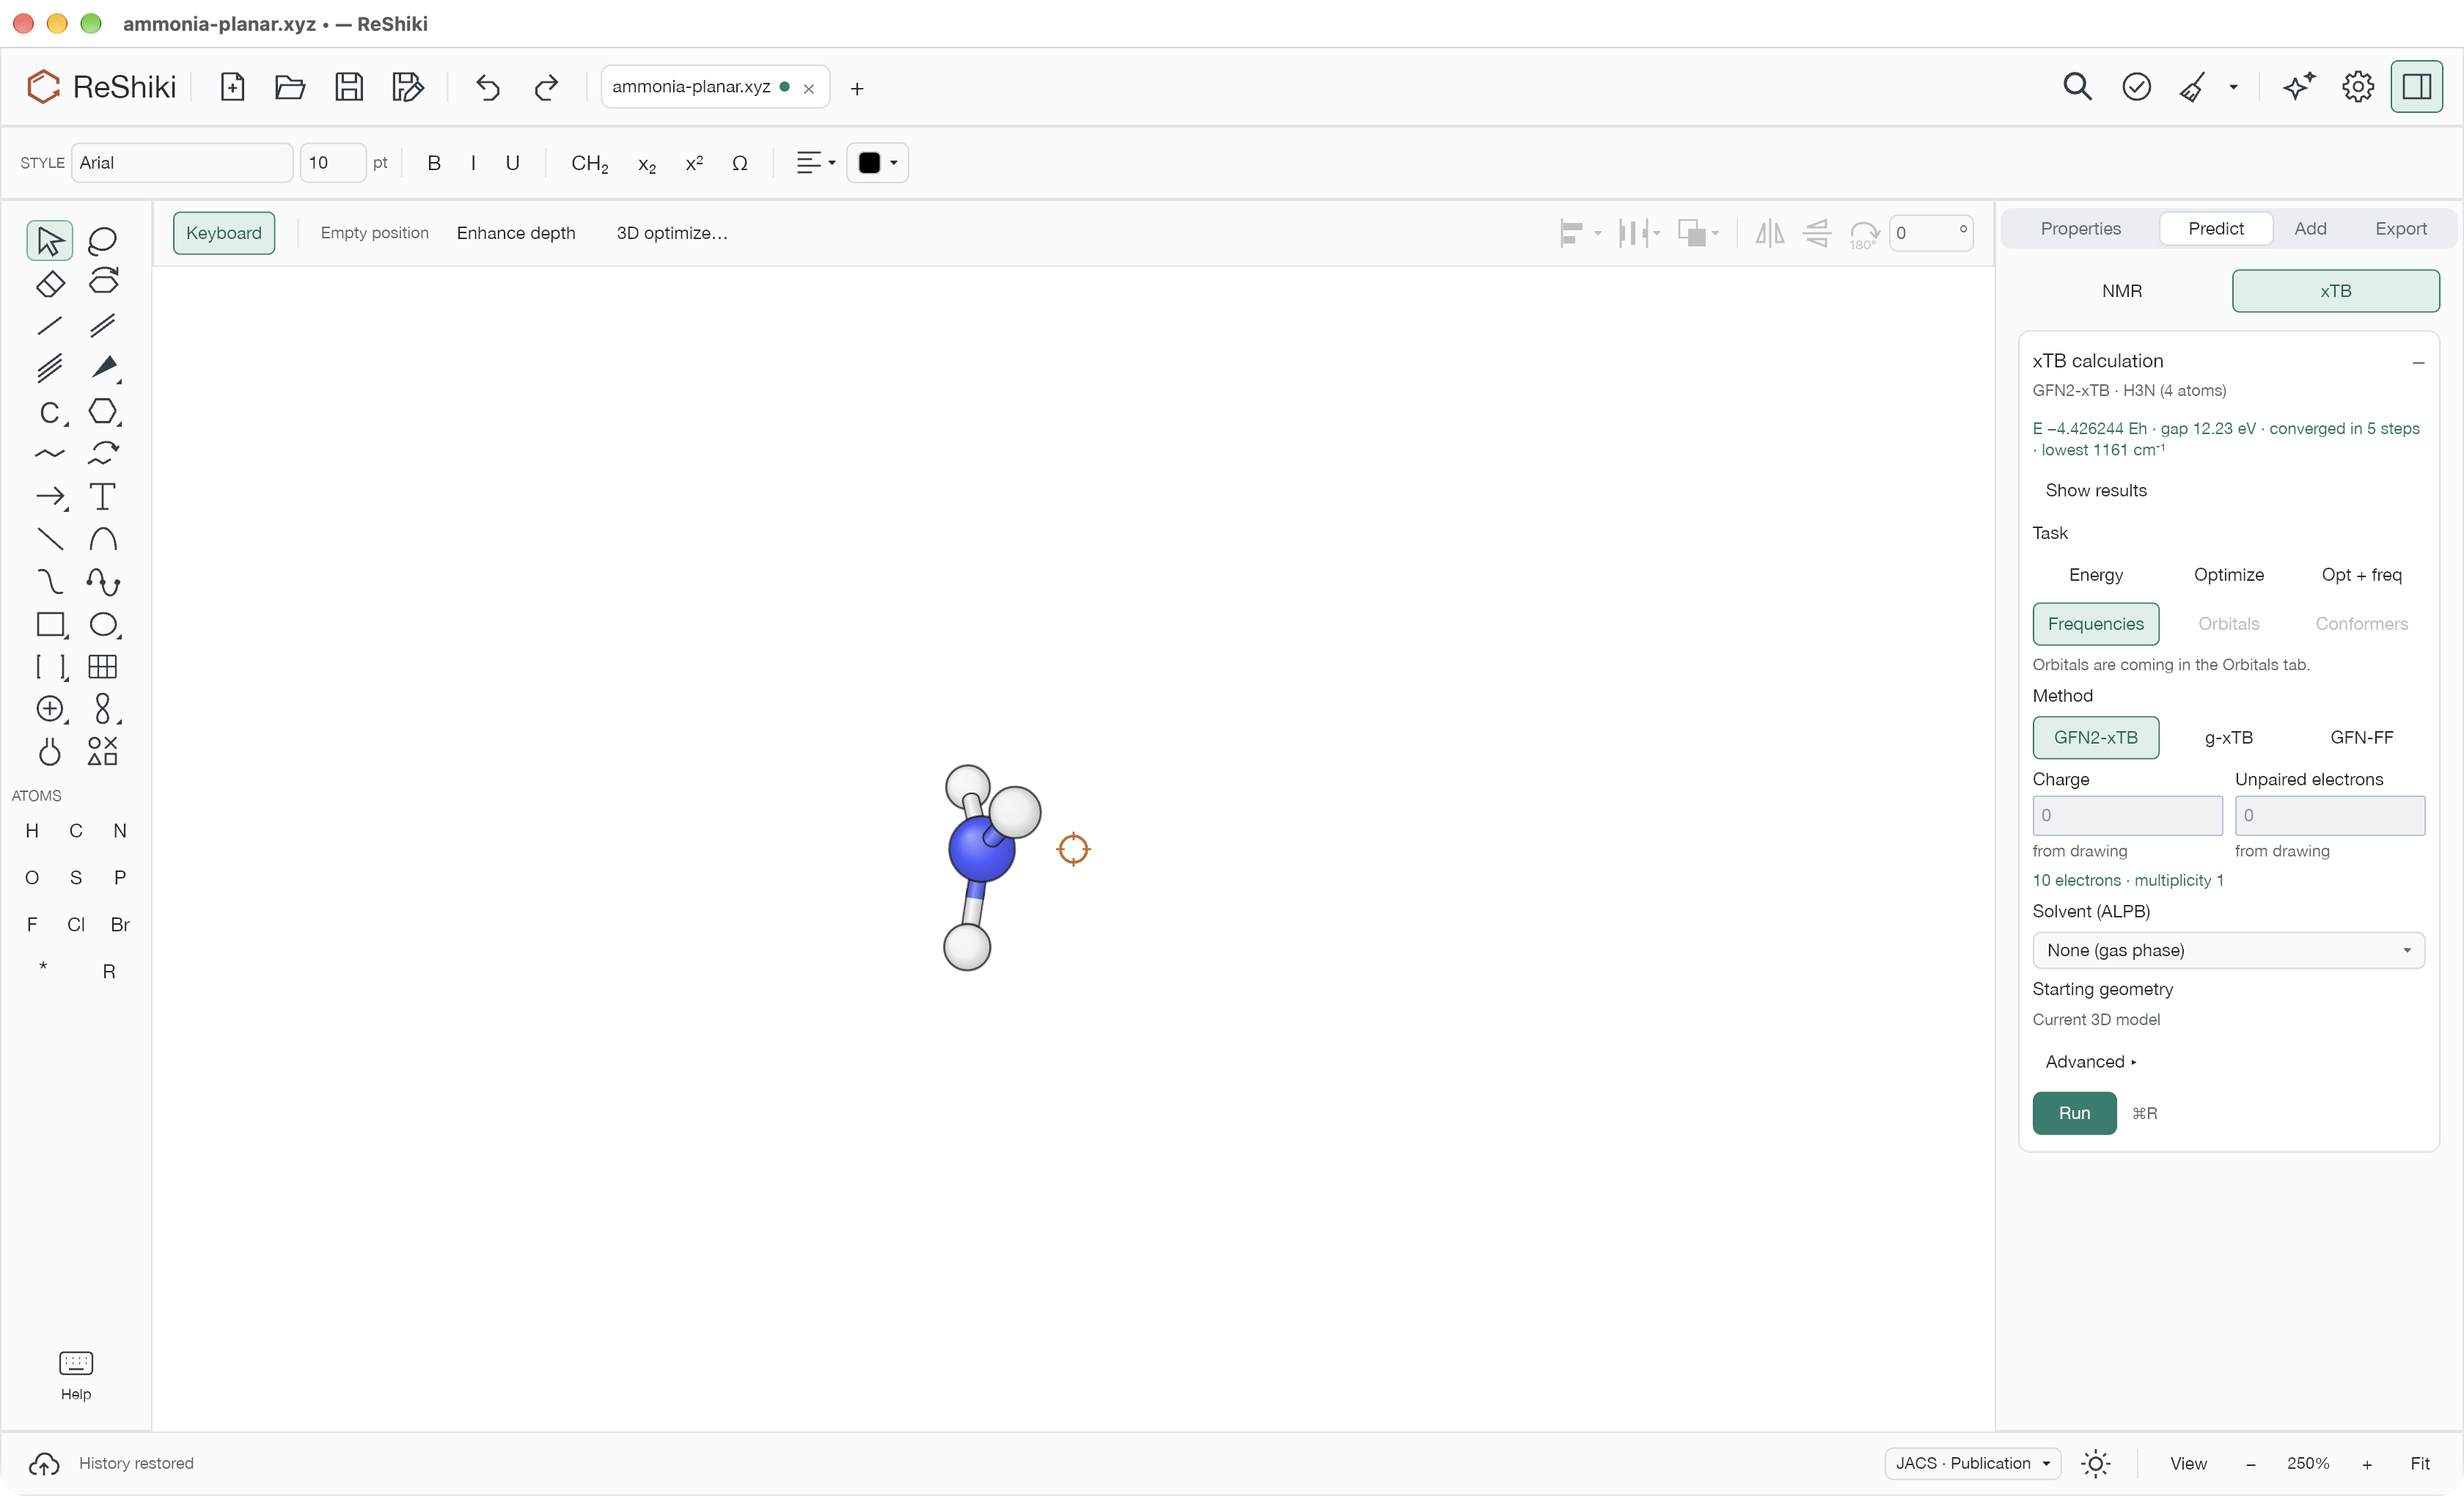 ammonia-planar.xyz • — ReShiki
ReShiki
ammonia-planar.xyz ● × +
STYLE Arial 10 pt B I U CH₂ x₂ x² Ω
Keyboard Empty position Enhance depth 3D optimize…
180° 0 °
Properties Predict Add Export
NMR xTB
xTB calculation –
GFN2-xTB · H3N (4 atoms)
E −4.426244 Eh · gap 12.23 eV · converged in 5 steps
· lowest 1161 cm⁻¹
Show results
Task
Energy Optimize Opt + freq
Frequencies Orbitals Conformers
Orbitals are coming in the Orbitals tab.
Method
GFN2-xTB g-xTB GFN-FF
Charge Unpaired electrons
0 0
from drawing from drawing
10 electrons · multiplicity 1
Solvent (ALPB)
None (gas phase)
Starting geometry
Current 3D model
Advanced ▸
Run ⌘R
C
T
ATOMS
H C N
O S P
F Cl Br
* R
Help
History restored
JACS · Publication View − 250% + Fit